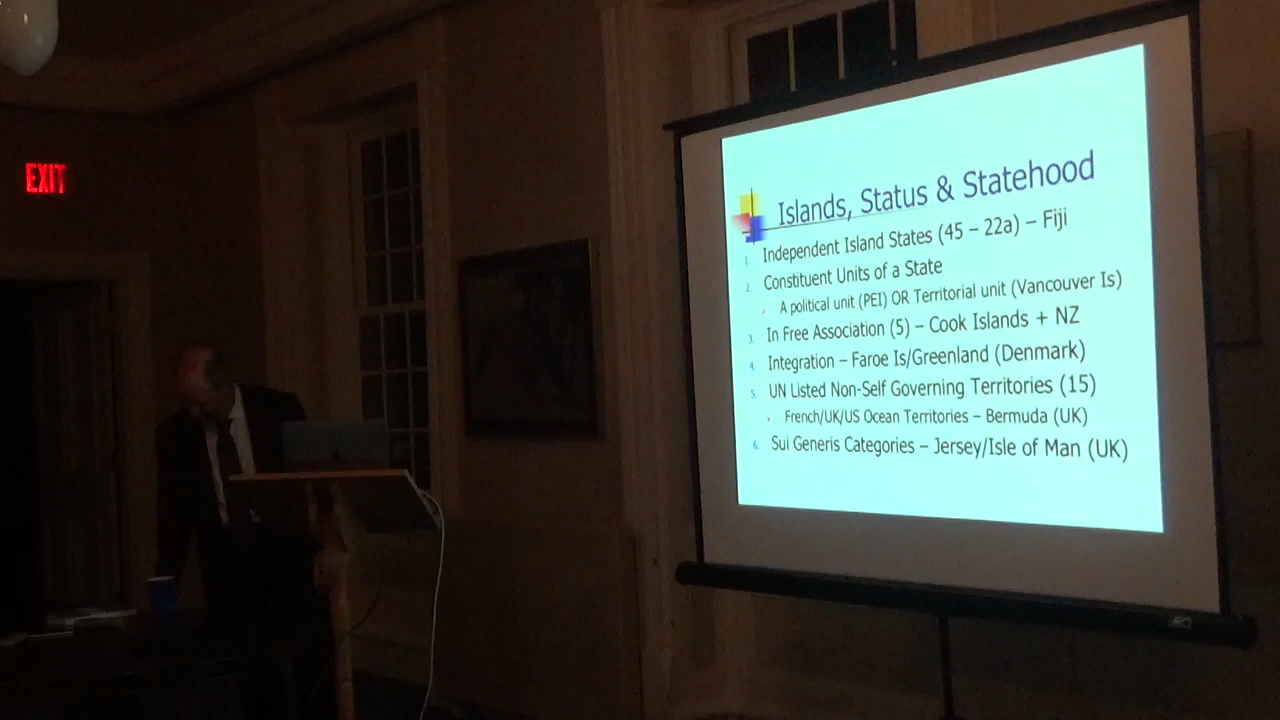 EXIT
Islands, Status & Statehood
1. Independent Island States (45 – 22a) – Fiji
2. Constituent Units of a State
A political unit (PEI) OR Territorial unit (Vancouver Is)
3. In Free Association (5) – Cook Islands + NZ
4. Integration – Faroe Is/Greenland (Denmark)
5. UN Listed Non-Self Governing Territories (15)
French/UK/US Ocean Territories – Bermuda (UK)
6. Sui Generis Categories – Jersey/Isle of Man (UK)